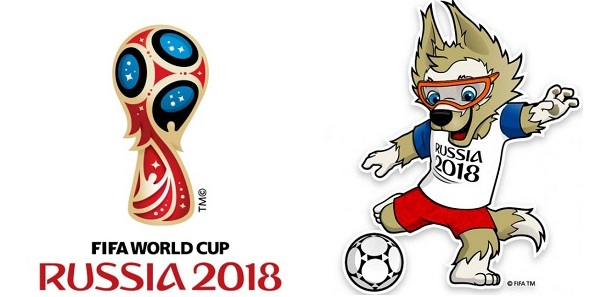 TM©
FIFA WORLD CUP
RUSSIA 2018
RUSSIA
2018
© FIFA TM